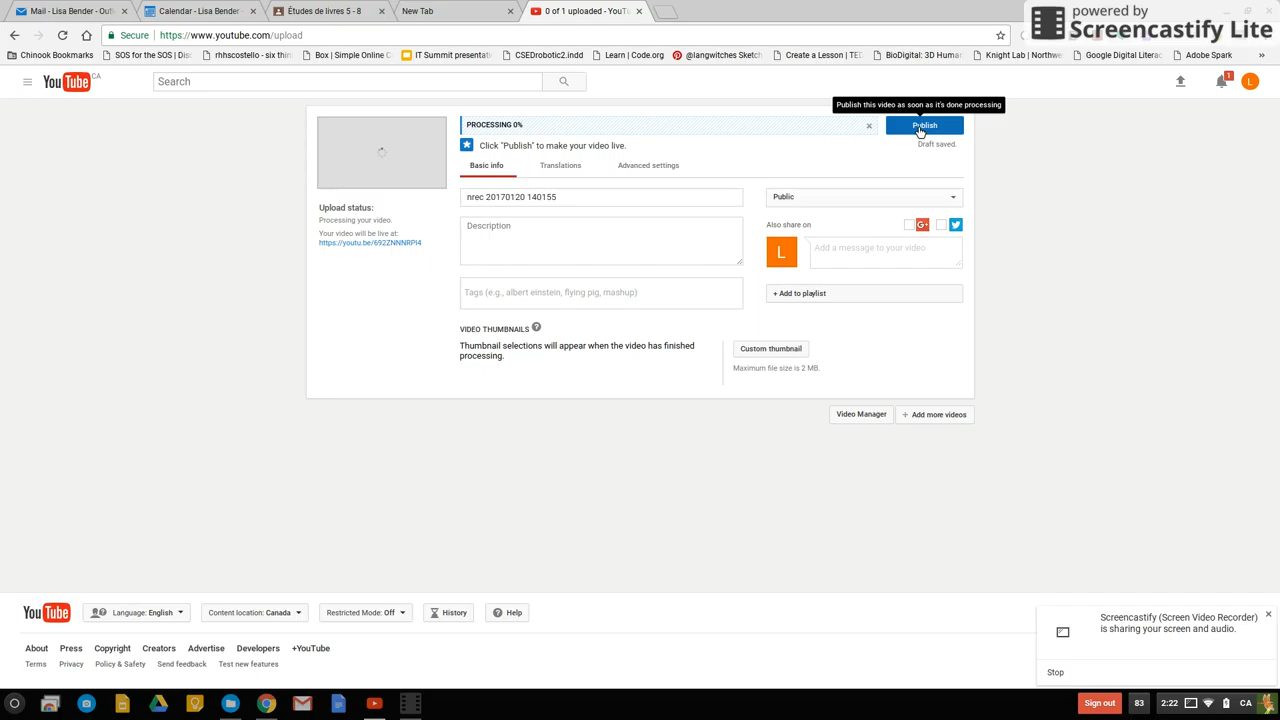 Mail - Lisa Bender - Out
Calendar - Lisa Bender -
Études de livres 5 - 8
New Tab
0 of 1 uploaded - YouTu
powered by
Screencastify Lite
Secure
https://www.youtube.com/upload
Chinook Bookmarks
SOS for the SOS | Disc
rhhscostello - six thin
Box | Simple Online C
IT Summit presentati
CSEDrobotic2.indd
Learn | Code.org
@langwitches Sketch
Create a Lesson | TED
BioDigital: 3D Huma
Knight Lab | Northwe
Google Digital Literac
Adobe Spark
YouTube CA
Search
1
L
Publish this video as soon as it's done processing
PROCESSING 0%
Publish
Click "Publish" to make your video live.
Draft saved.
Basic info
Translations
Advanced settings
nrec 20170120 140155
Public
Upload status:
Processing your video.
Your video will be live at:
https://youtu.be/692ZNNNRPI4
Description
Also share on
G+
L
Add a message to your video
Tags (e.g., albert einstein, flying pig, mashup)
+ Add to playlist
VIDEO THUMBNAILS ?
Thumbnail selections will appear when the video has finished
processing.
Custom thumbnail
Maximum file size is 2 MB.
Video Manager
+ Add more videos
YouTube
Language: English
Content location: Canada
Restricted Mode: Off
History
Help
About
Press
Copyright
Creators
Advertise
Developers
+YouTube
Terms
Privacy
Policy & Safety
Send feedback
Test new features
Screencastify (Screen Video Recorder)
is sharing your screen and audio.
Stop
Sign out
83
2:22
CA